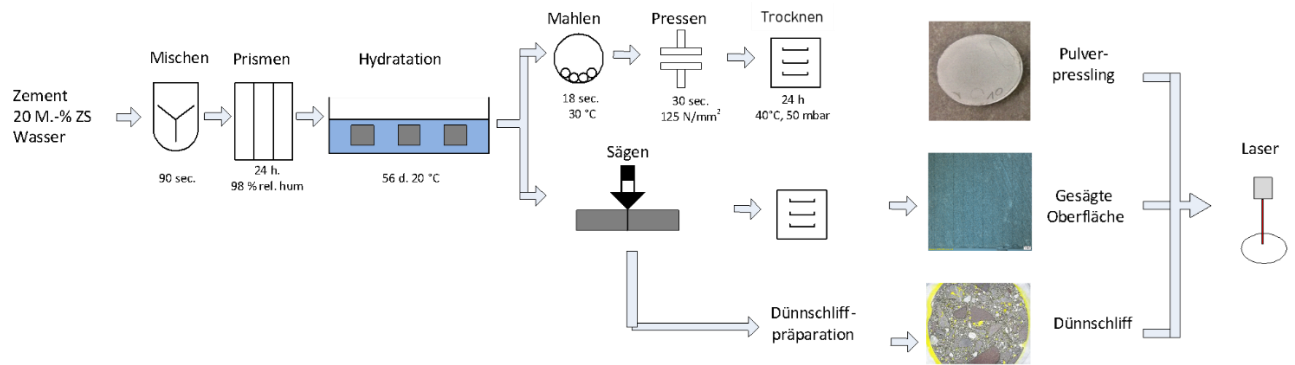 Zement
20 M.-% ZS
Wasser
Mischen
90 sec.
Prismen
24 h.
98 % rel. hum
Hydratation
56 d. 20 °C
Mahlen
18 sec.
30 °C
Pressen
30 sec.
125 N/mm²
Trocknen
24 h
40°C, 50 mbar
Sägen
Dünnschliff-
präparation
Pulver-
pressling
Gesägte
Oberfläche
Dünnschliff
Laser